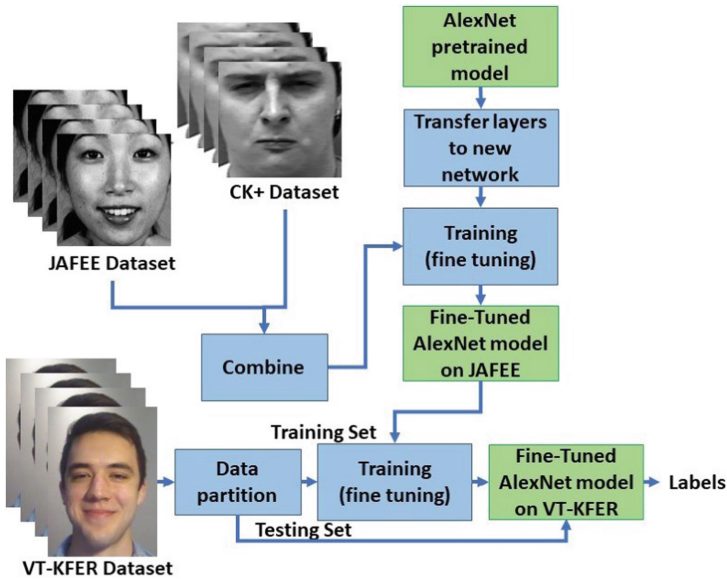 AlexNet
pretrained
model
Transfer layers
to new
network
CK+ Dataset
JAFEE Dataset
Training
(fine tuning)
Combine
Fine-Tuned
AlexNet model
on JAFEE
Training Set
Data
partition
Training
(fine tuning)
Fine-Tuned
AlexNet model
on VT-KFER
Labels
Testing Set
VT-KFER Dataset